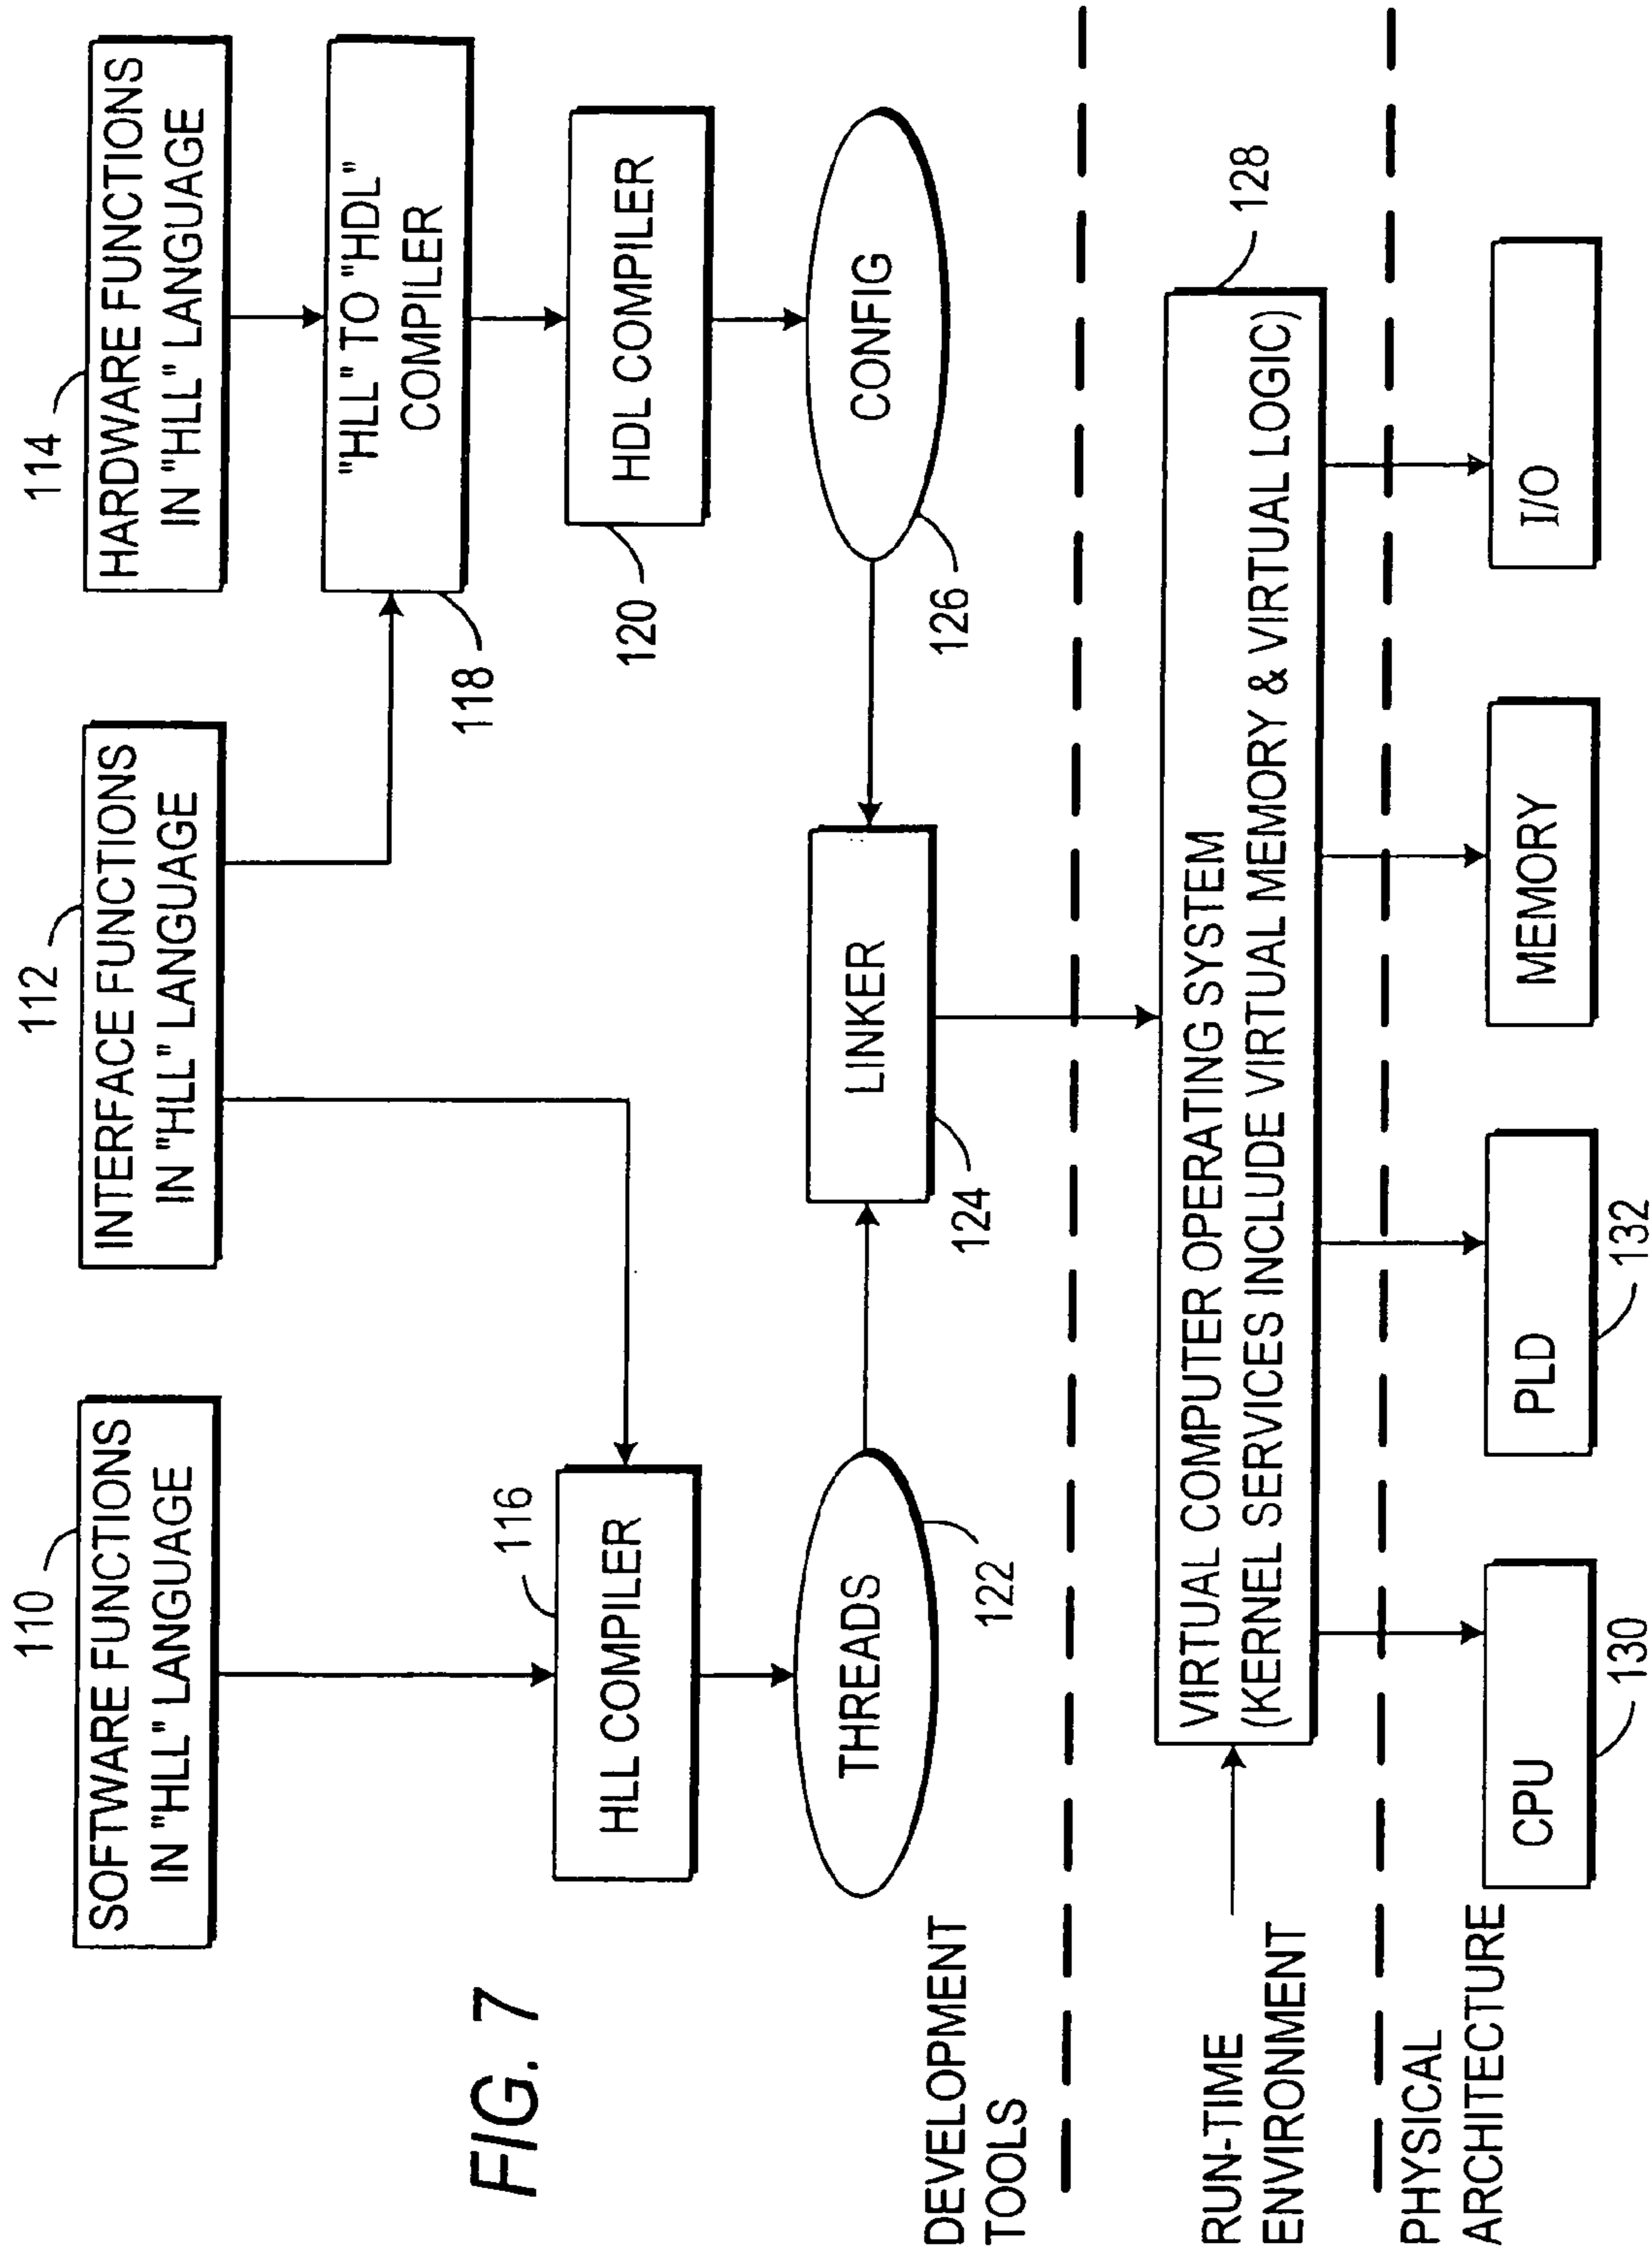 110
112
114
SOFTWARE FUNCTIONS
IN "HLL" LANGUAGE
INTERFACE FUNCTIONS
IN "HLL" LANGUAGE
HARDWARE FUNCTIONS
IN "HLL" LANGUAGE
"HLL" TO "HDL"
COMPILER
118
FIG. 7
116
HLL COMPILER
HDL COMPILER
120
THREADS
122
LINKER
124
CONFIG
126
DEVELOPMENT
TOOLS
128
RUN-TIME
ENVIRONMENT
VIRTUAL COMPUTER OPERATING SYSTEM
(KERNEL SERVICES INCLUDE VIRTUAL MEMORY & VIRTUAL LOGIC)
PHYSICAL
ARCHITECTURE
CPU
130
PLD
132
MEMORY
I/O